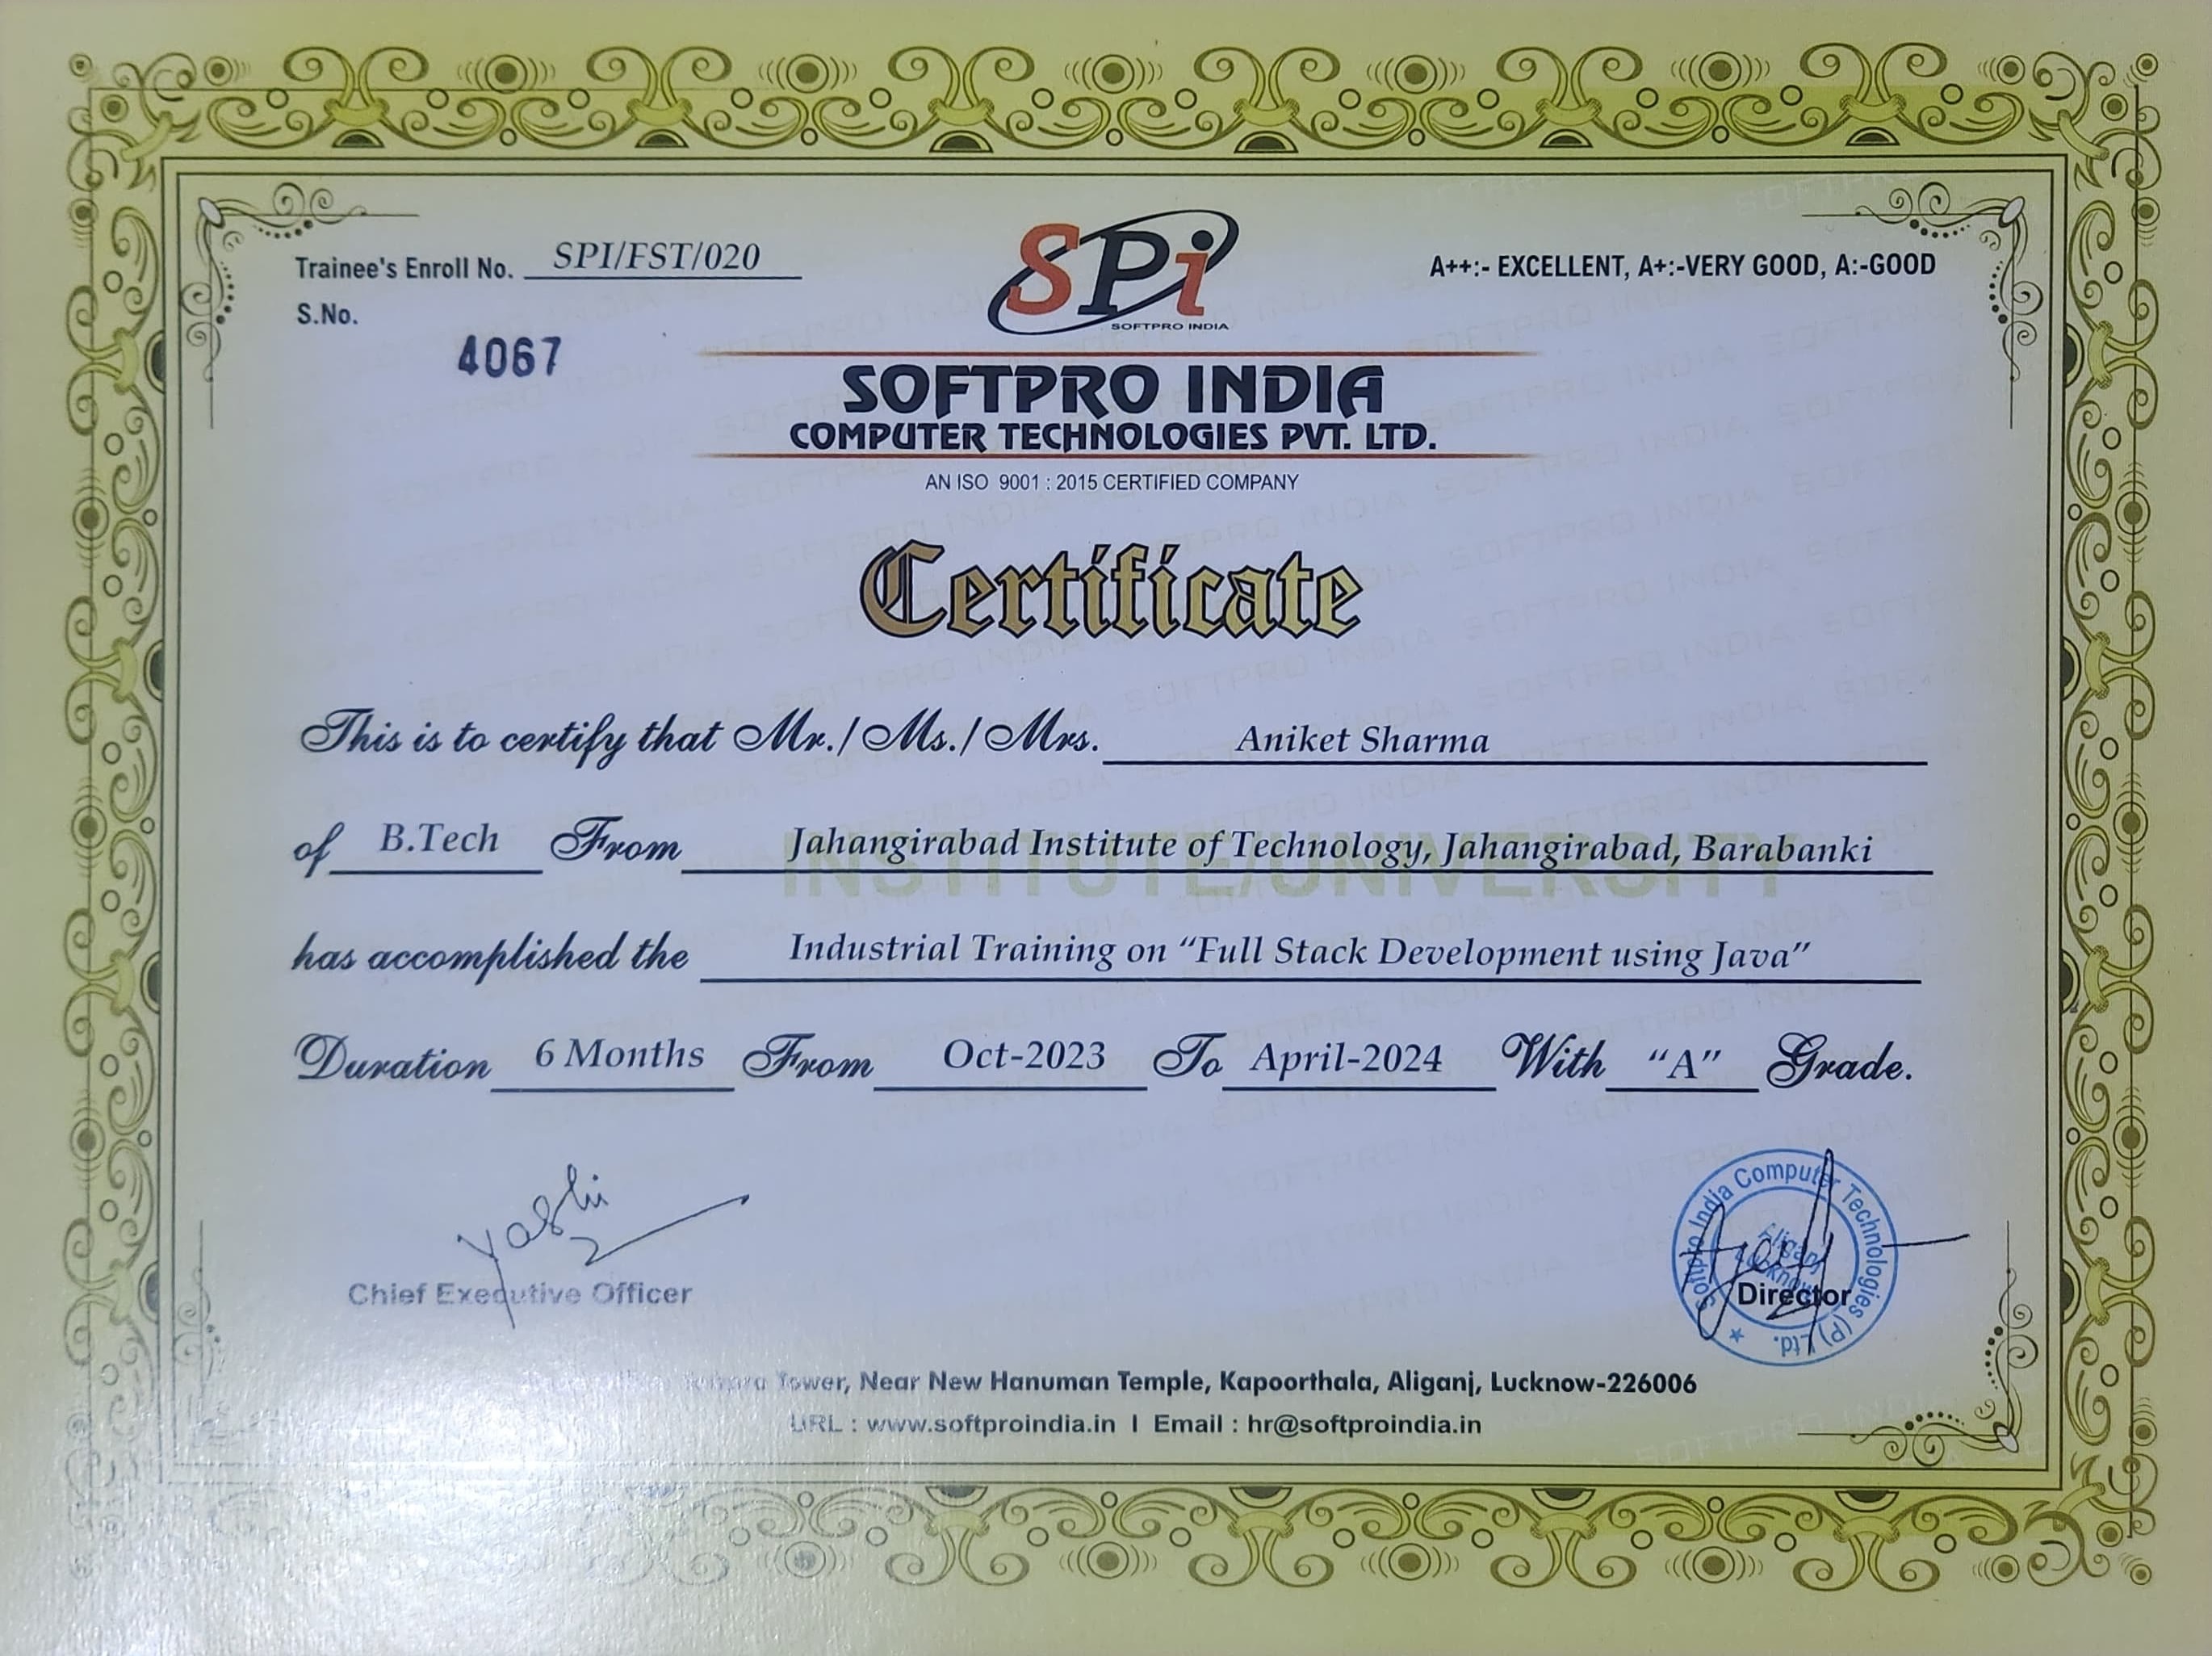 Trainee's Enroll No. SPI/FST/020
S.No.
4067
SPi
SOFTPRO INDIA
A++:- EXCELLENT, A+:-VERY GOOD, A:-GOOD
SOFTPRO INDIA
COMPUTER TECHNOLOGIES PVT. LTD.
AN ISO 9001 : 2015 CERTIFIED COMPANY
Certificate
This is to certify that Mr./Ms./Mrs. Aniket Sharma
of B.Tech From Jahangirabad Institute of Technology, Jahangirabad, Barabanki
INSTITUTE/UNIVERSITY
has accomplished the Industrial Training on “Full Stack Development using Java”
Duration 6 Months From Oct-2023 To April-2024 With “A” Grade.
Yashi
Chief Executive Officer
Softpro India Computer Technologies (P) Ltd.
Aliganj
Lucknow
Director
Tower, Near New Hanuman Temple, Kapoorthala, Aliganj, Lucknow-226006
URL : www.softproindia.in I Email : hr@softproindia.in